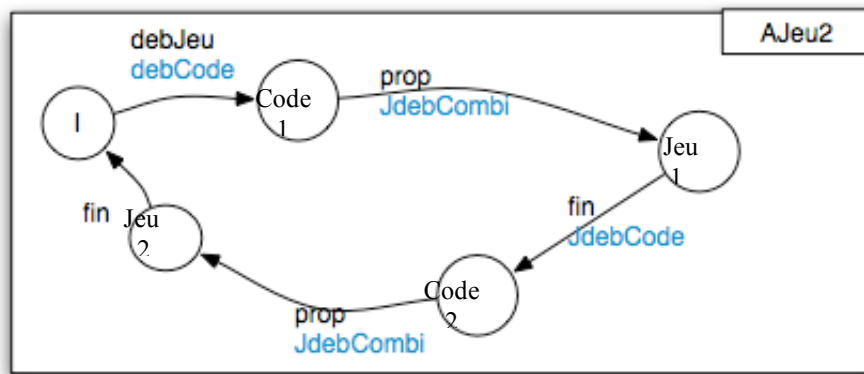 AJeu2
debJeu
debCode
I
Code
1
prop
JdebCombi
Jeu
1
fin
JdebCode
Code
2
prop
JdebCombi
Jeu
2
fin